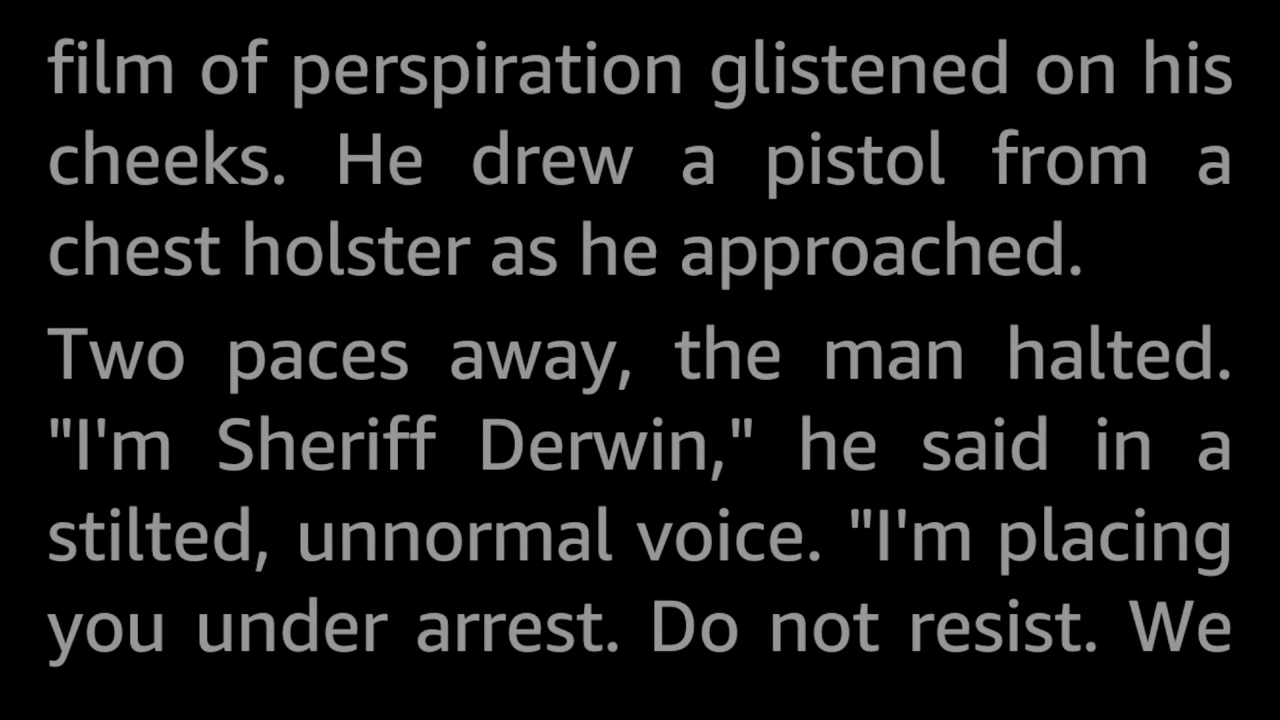 film of perspiration glistened on his
cheeks. He drew a pistol from a
chest holster as he approached.
Two paces away, the man halted.
"I'm Sheriff Derwin," he said in a
stilted, unnormal voice. "I'm placing
you under arrest. Do not resist. We